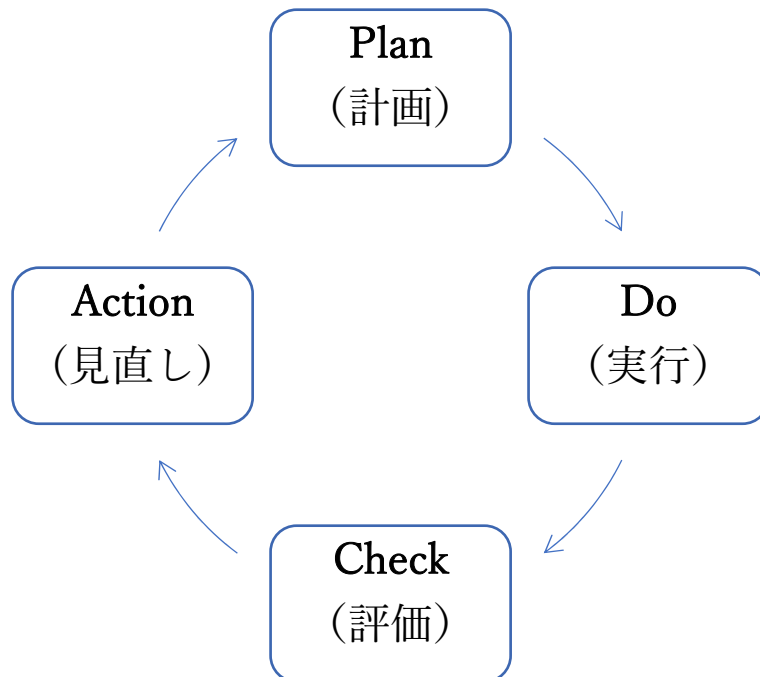 Plan
（計画）
Do
（実行）
Check
（評価）
Action
（見直し）